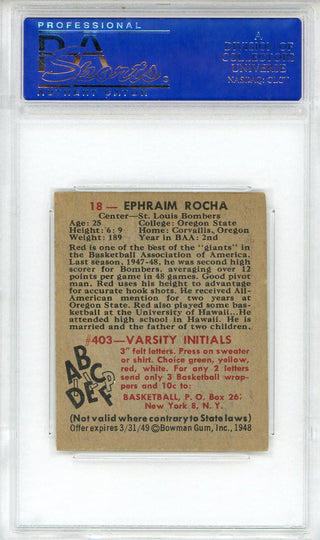 PROFESSIONAL
PSA
Sports
A
DIVISION OF
COLLECTORS
UNIVERSE
NASDAQ: CLCT
18 — EPHRAIM ROCHA
Center—St. Louis Bombers
Age: 25 College: Oregon State
Height: 6:9 Home: Corvallis, Oregon
Weight: 189 Year in BAA: 2nd
Red is one of the best of the "giants" in
the Basketball Association of America.
Last season, 1947-48, he was second high
scorer for Bombers, averaging over 12
points per game in 48 games. Good pivot
man. Red uses his height to advantage
for accurate hook shots. He received All-
American mention for two years at
Oregon State. Red also played some bas-
ketball at the University of Hawaii...He
attended high school in Hawaii. He is
married and the father of two children.
#403—VARSITY INITIALS
3" felt letters. Press on sweater
or shirt. Choice green, yellow,
red, white. For any 2 letters
send only 3 Basketball wrap-
pers and 10c to:
BASKETBALL, P. O. Box 26
New York 8, N. Y.
ABC
DEF
(Not valid where contrary to State laws)
Offer expires 3/31/49 ©Bowman Gum, Inc., 1948